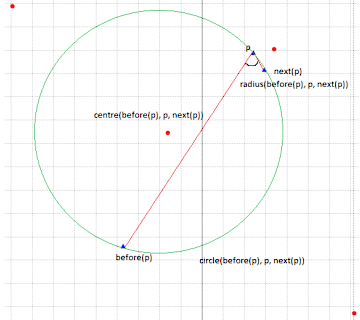 p
next(p)
radius(before(p), p, next(p))
centre(before(p), p, next(p))
before(p)
circle(before(p), p, next(p))